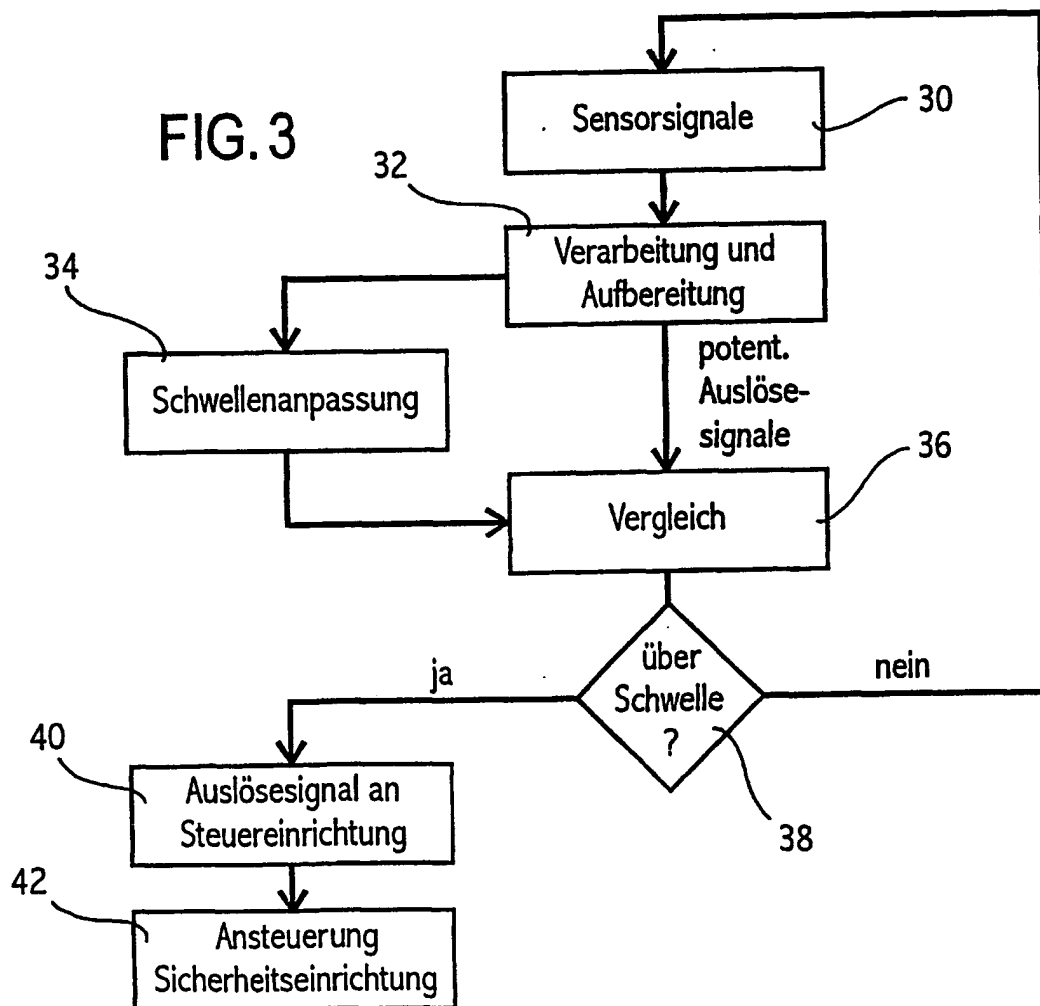 FIG. 3
Sensorsignale
30
32
Verarbeitung und
Aufbereitung
34
Schwellenanpassung
potent.
Auslöse-
signale
36
Vergleich
über
Schwelle
?
ja
nein
38
40
Auslösesignal an
Steuereinrichtung
42
Ansteuerung
Sicherheitseinrichtung